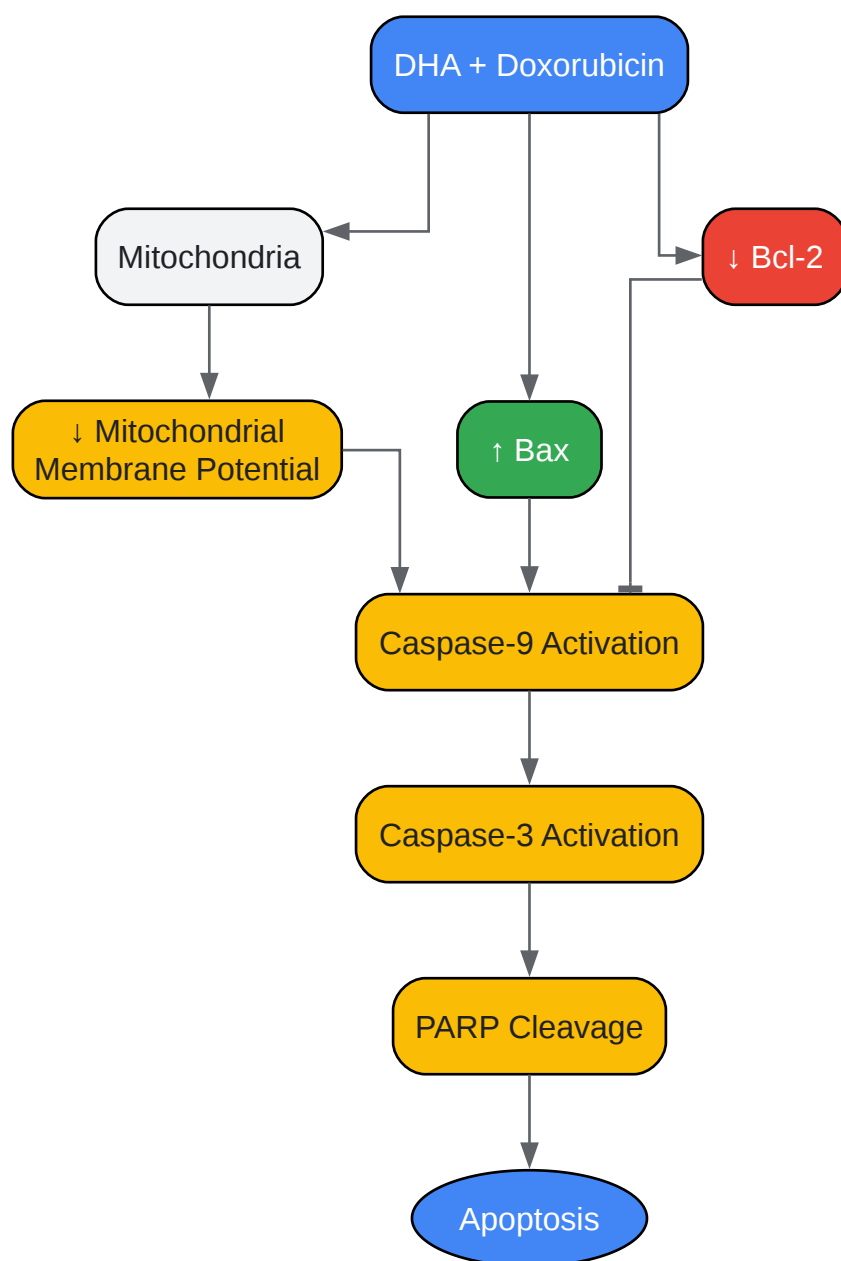 DHA + Doxorubicin
Mitochondria
↓ Bcl-2
↓ Mitochondrial
Membrane Potential
↑ Bax
Caspase-9 Activation
Caspase-3 Activation
PARP Cleavage
Apoptosis